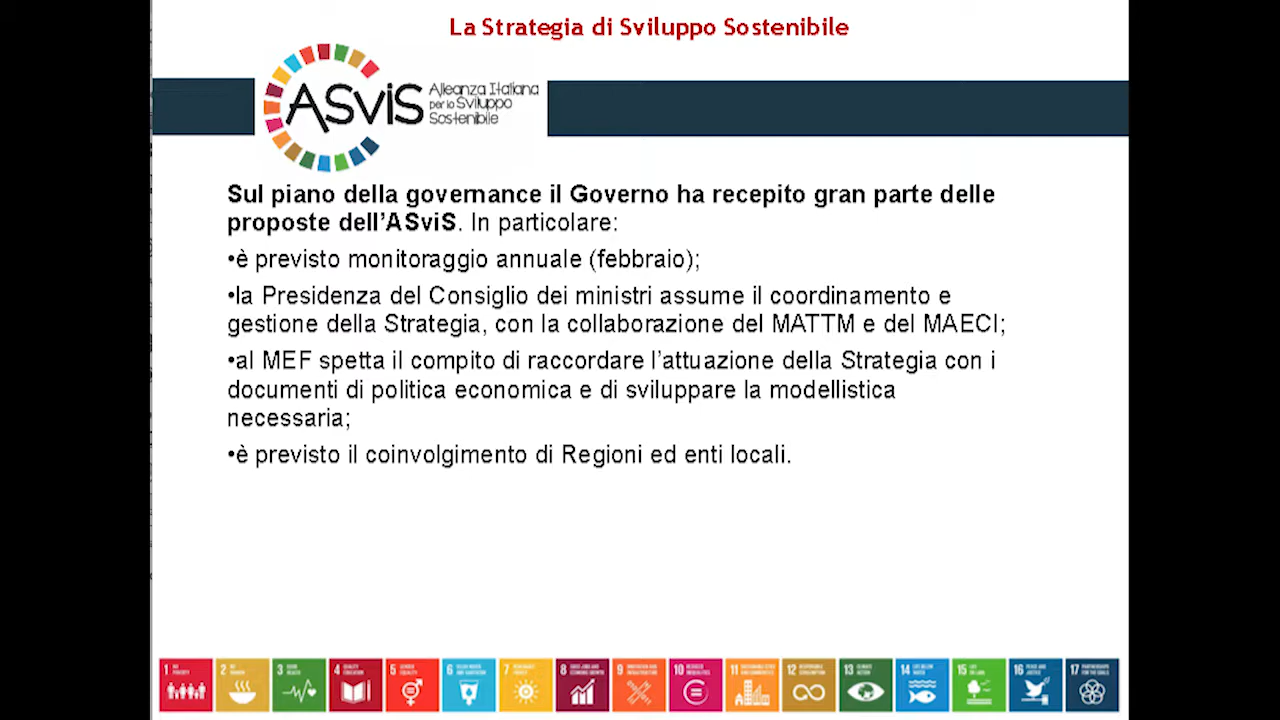 La Strategia di Sviluppo Sostenibile
ASviS
Alleanza Italiana
per lo Sviluppo
Sostenibile
Sul piano della governance il Governo ha recepito gran parte delle
proposte dell'ASviS. In particolare:
•è previsto monitoraggio annuale (febbraio);
•la Presidenza del Consiglio dei ministri assume il coordinamento e
gestione della Strategia, con la collaborazione del MATTM e del MAECI;
•al MEF spetta il compito di raccordare l'attuazione della Strategia con i
documenti di politica economica e di sviluppare la modellistica
necessaria;
•è previsto il coinvolgimento di Regioni ed enti locali.
1 2 3 4 5 6 7 8 9 10 11 12 13 14 15 16 17